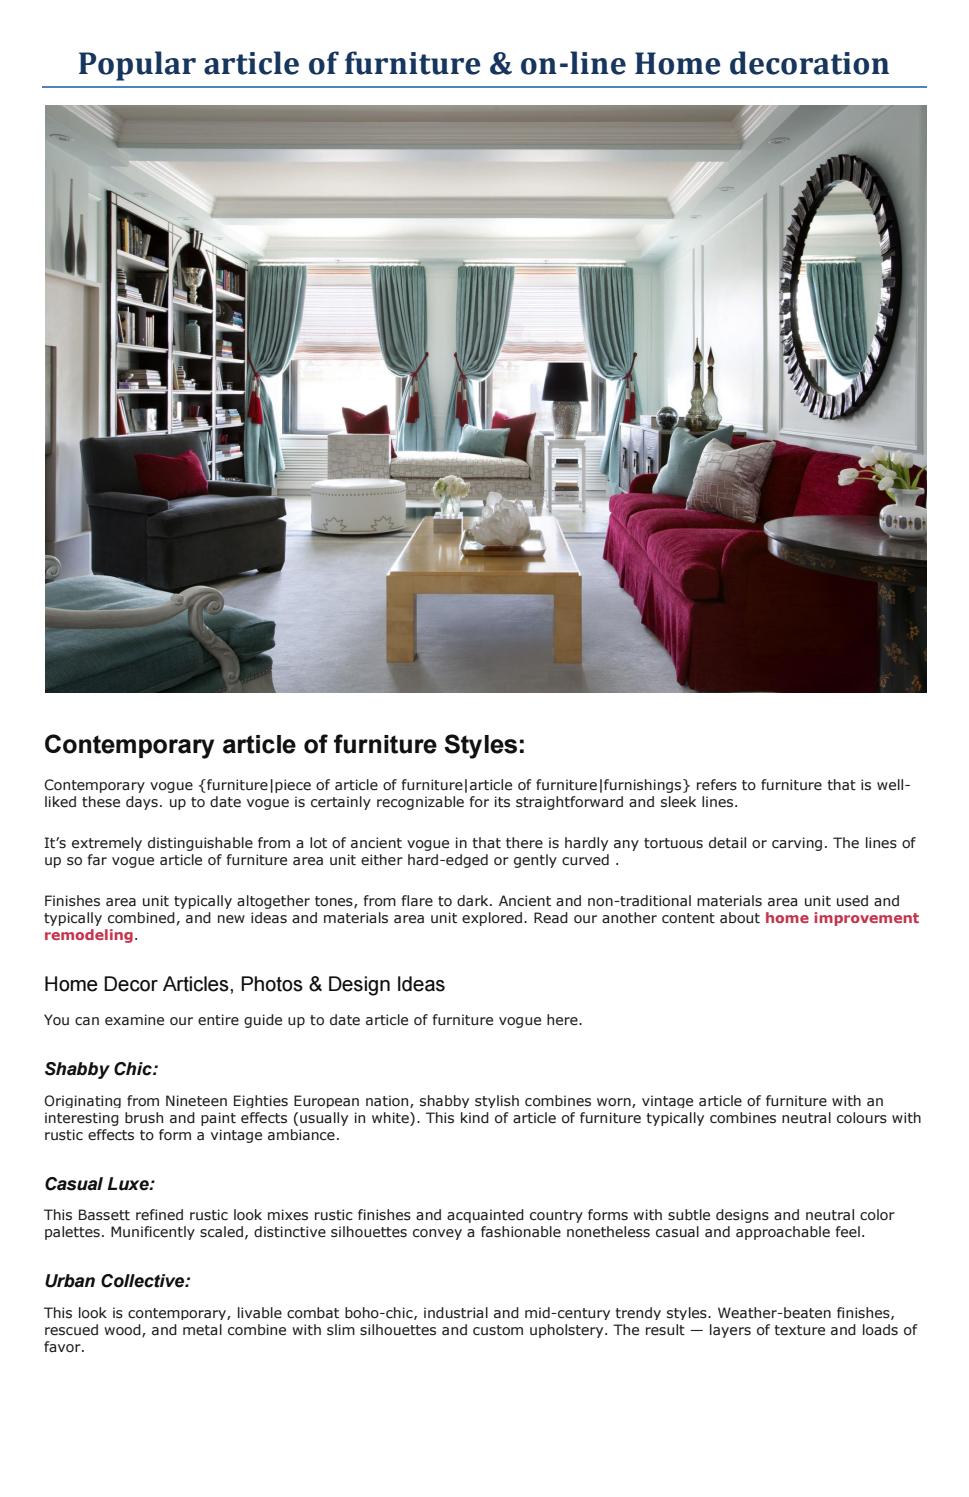 Popular article of furniture & on-line Home decoration
Contemporary article of furniture Styles:
Contemporary vogue {furniture|piece of article of furniture|article of furniture|furnishings} refers to furniture that is well-
liked these days. up to date vogue is certainly recognizable for its straightforward and sleek lines.
It’s extremely distinguishable from a lot of ancient vogue in that there is hardly any tortuous detail or carving. The lines of
up so far vogue article of furniture area unit either hard-edged or gently curved .
Finishes area unit typically altogether tones, from flare to dark. Ancient and non-traditional materials area unit used and
typically combined, and new ideas and materials area unit explored. Read our another content about home improvement
remodeling.
Home Decor Articles, Photos & Design Ideas
You can examine our entire guide up to date article of furniture vogue here.
Shabby Chic:
Originating from Nineteen Eighties European nation, shabby stylish combines worn, vintage article of furniture with an
interesting brush and paint effects (usually in white). This kind of article of furniture typically combines neutral colours with
rustic effects to form a vintage ambiance.
Casual Luxe:
This Bassett refined rustic look mixes rustic finishes and acquainted country forms with subtle designs and neutral color
palettes. Munificently scaled, distinctive silhouettes convey a fashionable nonetheless casual and approachable feel.
Urban Collective:
This look is contemporary, livable combat boho-chic, industrial and mid-century trendy styles. Weather-beaten finishes,
rescued wood, and metal combine with slim silhouettes and custom upholstery. The result — layers of texture and loads of
favor.